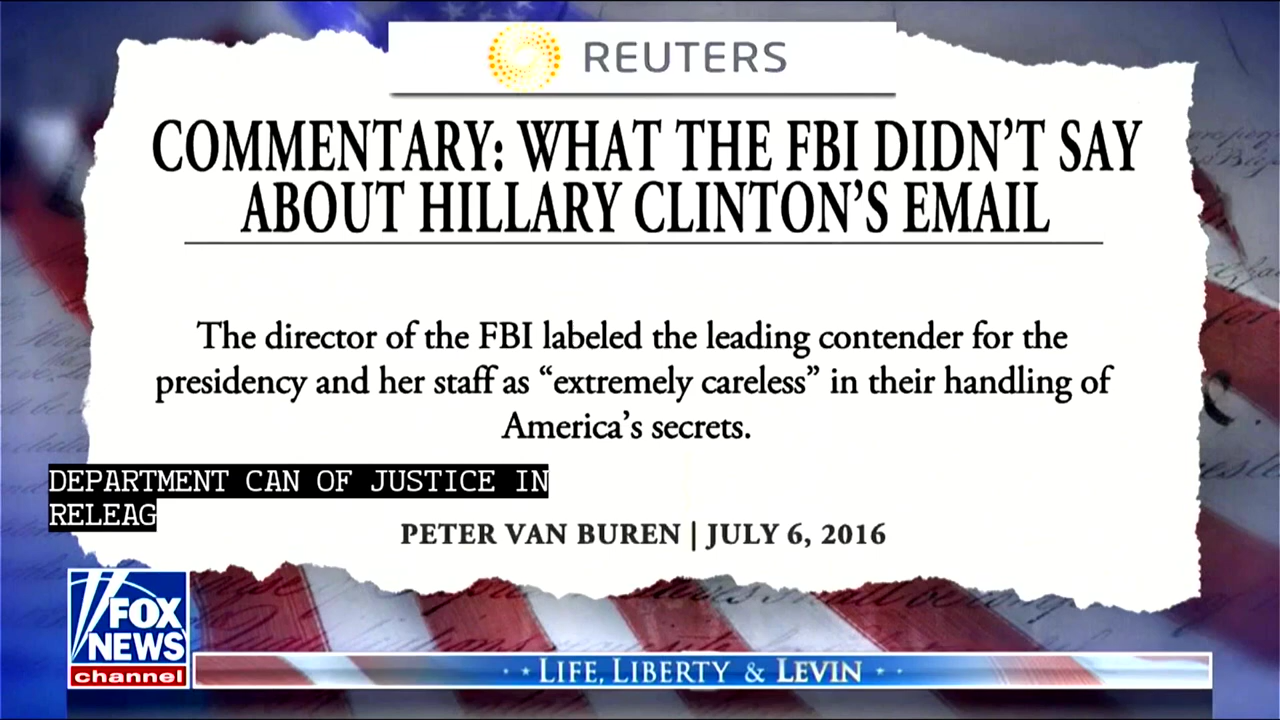 REUTERS
COMMENTARY: WHAT THE FBI DIDN'T SAY
ABOUT HILLARY CLINTON'S EMAIL
The director of the FBI labeled the leading contender for the
presidency and her staff as “extremely careless” in their handling of
America's secrets.
DEPARTMENT CAN OF JUSTICE IN
RELEAG
PETER VAN BUREN | JULY 6, 2016
FOX
NEWS
channel
LIFE, LIBERTY & LEVIN